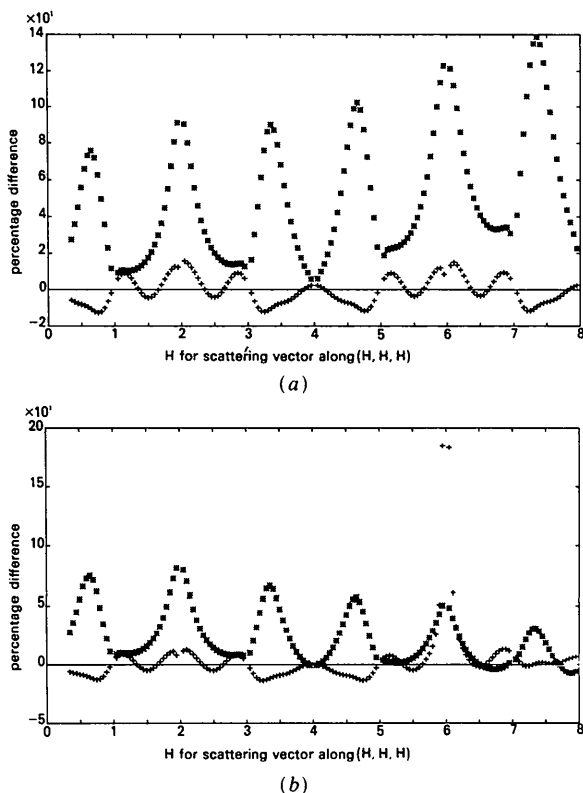 ×10¹
14
12
10
8
6
4
2
0
-2
percentage difference
0 1 2 3 4 5 6 7 8
H for scattering vector along (H, H, H)
(a)
×10¹
20
15
10
5
0
-5
percentage difference
0 1 2 3 4 5 6 7 8
H for scattering vector along (H, H, H)
(b)